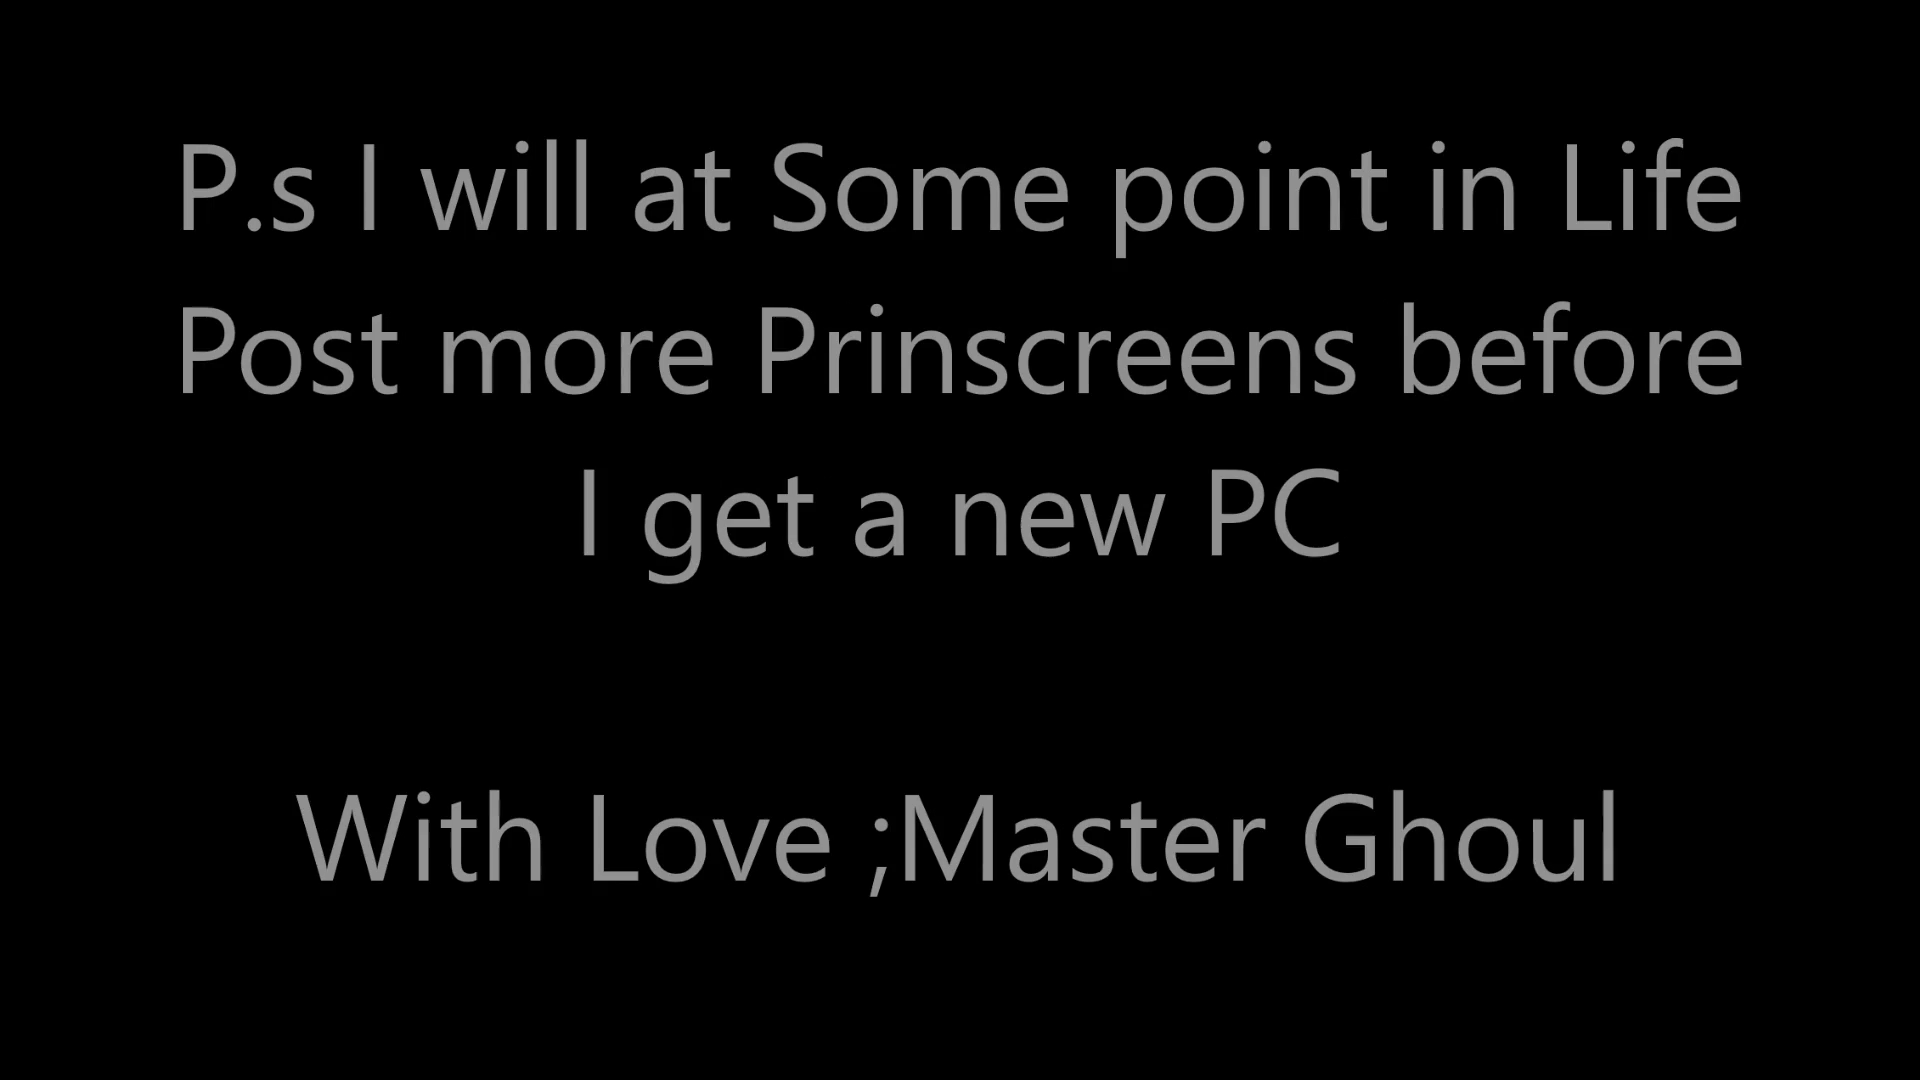 P.s I will at Some point in Life
Post more Prinscreens before
I get a new PC
With Love ;Master Ghoul